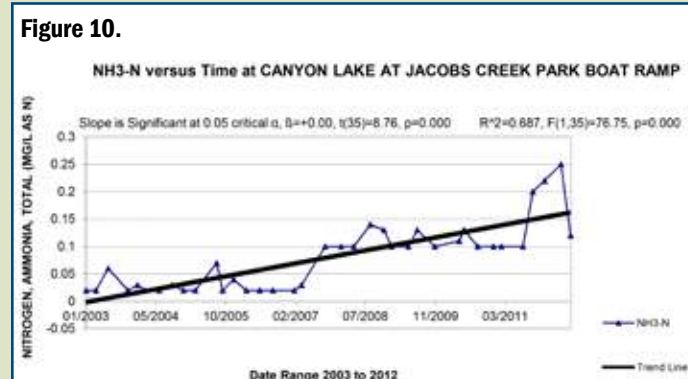 Figure 10.
NH3-N versus Time at CANYON LAKE AT JACOBS CREEK PARK BOAT RAMP
Slope is Significant at 0.05 critical α, ß=+0.00, t(35)=8.76, p=0.000 R^2=0.687, F(1,35)=76.75, p=0.000
NITROGEN, AMMONIA, TOTAL (MG/L AS N)
0.3
0.25
0.2
0.15
0.1
0.05
0
-0.05
01/2003 05/2004 10/2005 02/2007 07/2008 11/2009 03/2011
NH3-N
Trend Line
Date Range 2003 to 2012